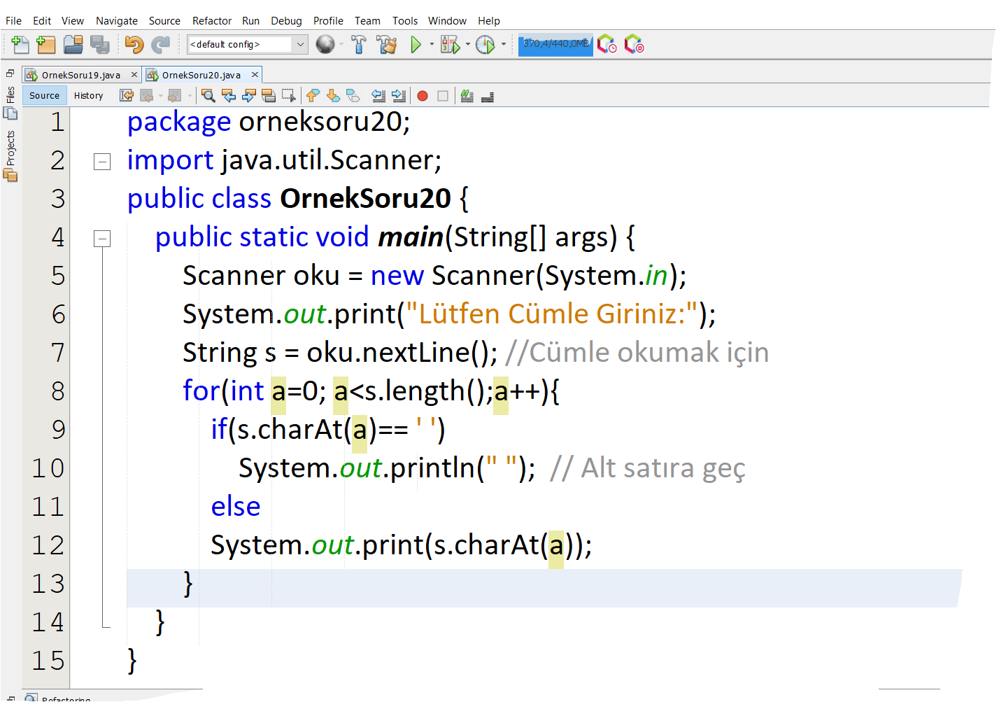 File Edit View Navigate Source Refactor Run Debug Profile Team Tools Window Help
<default config>
370,4/440,0MB
OrnekSoru19.java × OrnekSoru20.java ×
Files
Projects
Source History
1 package orneksoru20;
2 import java.util.Scanner;
3 public class OrnekSoru20 {
4 public static void main(String[] args) {
5 Scanner oku = new Scanner(System.in);
6 System.out.print("Lütfen Cümle Giriniz:");
7 String s = oku.nextLine(); //Cümle okumak için
8 for(int a=0; a<s.length();a++){
9 if(s.charAt(a)== ' ')
10 System.out.println(" "); // Alt satıra geç
11 else
12 System.out.print(s.charAt(a));
13 }
14 }
15 }
Refactoring